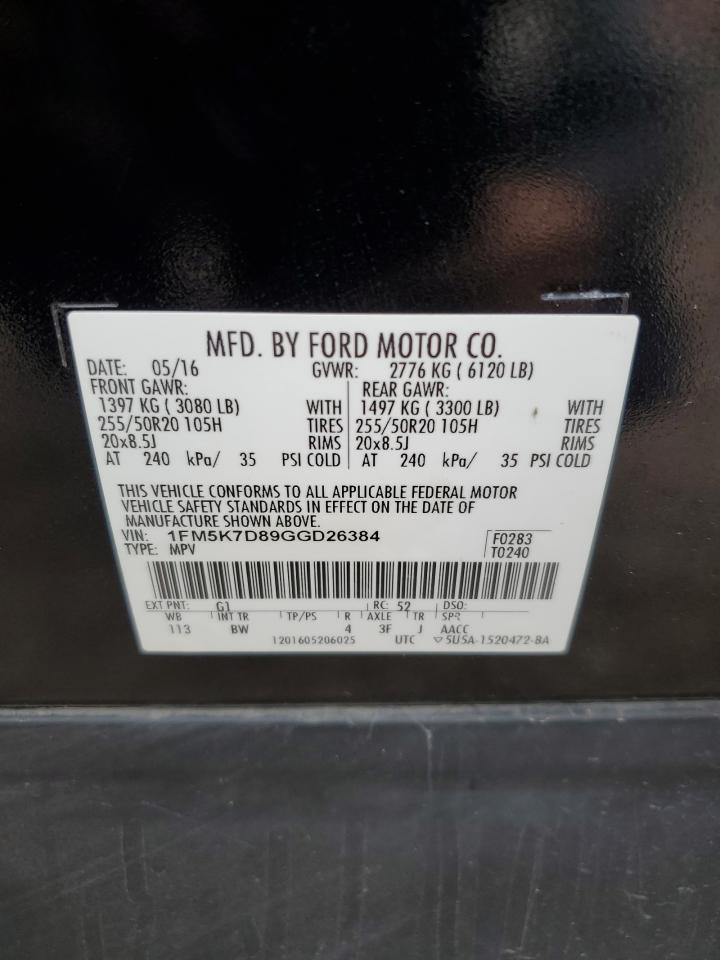 MFD. BY FORD MOTOR CO.
DATE: 05/16 GVWR: 2776 KG ( 6120 LB)
FRONT GAWR: REAR GAWR:
1397 KG ( 3080 LB) WITH 1497 KG ( 3300 LB) WITH
255/50R20 105H TIRES 255/50R20 105H TIRES
20x8.5J RIMS 20x8.5J RIMS
AT 240 kPa/ 35 PSI COLD AT 240 kPa/ 35 PSI COLD
THIS VEHICLE CONFORMS TO ALL APPLICABLE FEDERAL MOTOR
VEHICLE SAFETY STANDARDS IN EFFECT ON THE DATE OF
MANUFACTURE SHOWN ABOVE.
VIN: 1FM5K7D89GGD26384 F0283
TYPE: MPV T0240
EXT PNT: G1 RC: 52 DSO:
WB INT TR TP/PS R AXLE TR SPR
113 BW 4 3F J AACC
1201605206025 UTC ▽5U5A-1520472-BA